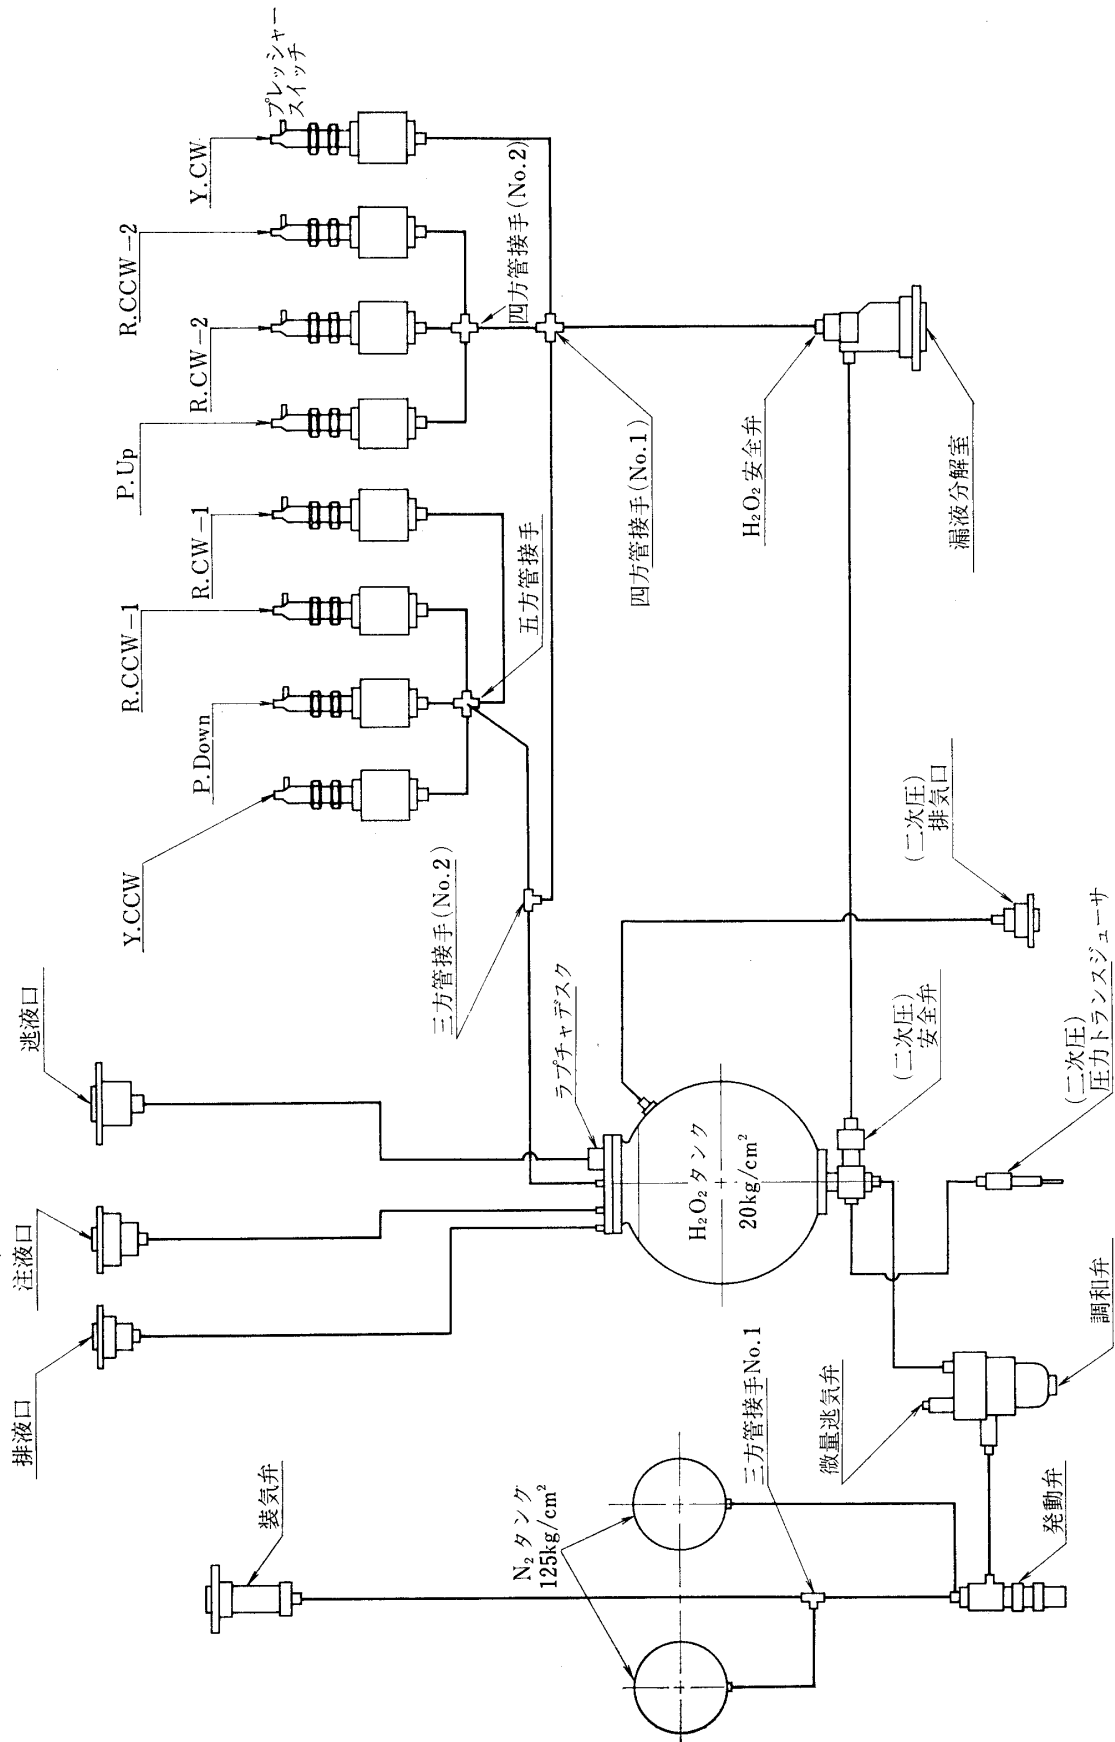 プレッシャー
スイッチ
Y.CW
R.CCW-2
R.CW-2
P.Up
R.CW-1
R.CCW-1
P.Down
Y.CCW
四方管接手(No.2)
四方管接手(No.1)
五方管接手
三方管接手(No.2)
H₂O₂安全弁
漏液分解室
逃液口
注液口
排液口
ラプチャデスク
H₂O₂タンク
20kg/cm²
(二次圧)
排気口
(二次圧)
安全弁
(二次圧)
圧力トランスジューサ
装気弁
N₂タンク
125kg/cm²
三方管接手No.1
微量逃気弁
調和弁
発動弁